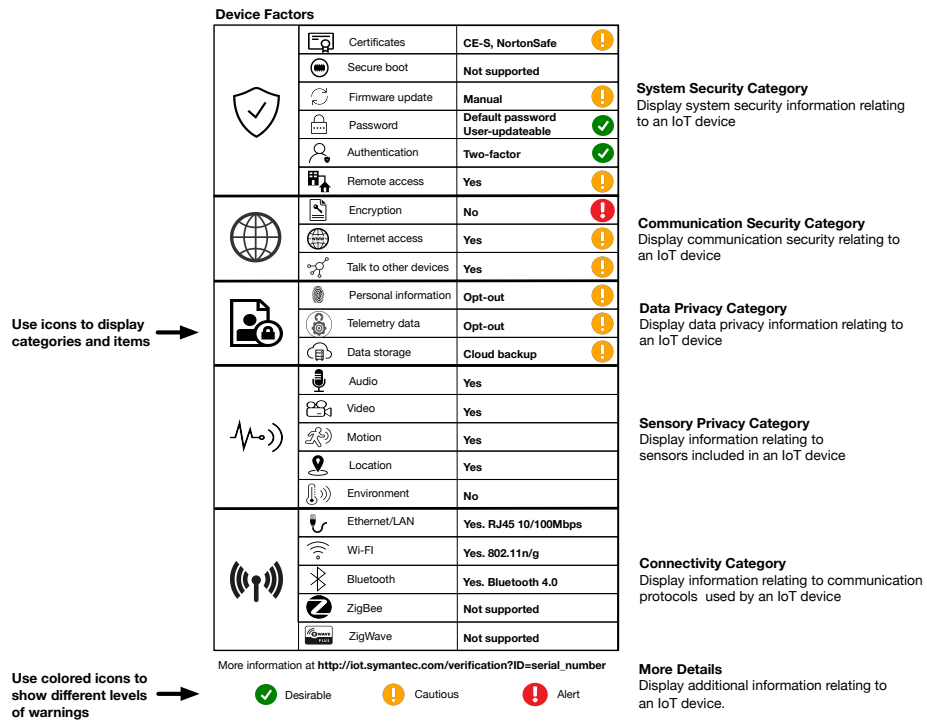 Device Factors
Certificates CE-S, NortonSafe
Secure boot Not supported
Firmware update Manual
Password Default password
User-updateable
Authentication Two-factor
Remote access Yes
System Security Category
Display system security information relating
to an IoT device
Encryption No
WWW Internet access Yes
Talk to other devices Yes
Communication Security Category
Display communication security relating to
an IoT device
Personal information Opt-out
Telemetry data Opt-out
Data storage Cloud backup
Data Privacy Category
Display data privacy information relating to
an IoT device
Use icons to display
categories and items
Audio Yes
Video Yes
Motion Yes
Location Yes
Environment No
Sensory Privacy Category
Display information relating to
sensors included in an IoT device
Ethernet/LAN Yes. RJ45 10/100Mbps
Wi-FI Yes. 802.11n/g
Bluetooth Yes. Bluetooth 4.0
ZigBee Not supported
Z WAVE PLUS ZigWave Not supported
Connectivity Category
Display information relating to communication
protocols used by an IoT device
More information at http://iot.symantec.com/verification?ID=serial_number
Use colored icons to
show different levels
of warnings
Desirable Cautious Alert
More Details
Display additional information relating to
an IoT device.